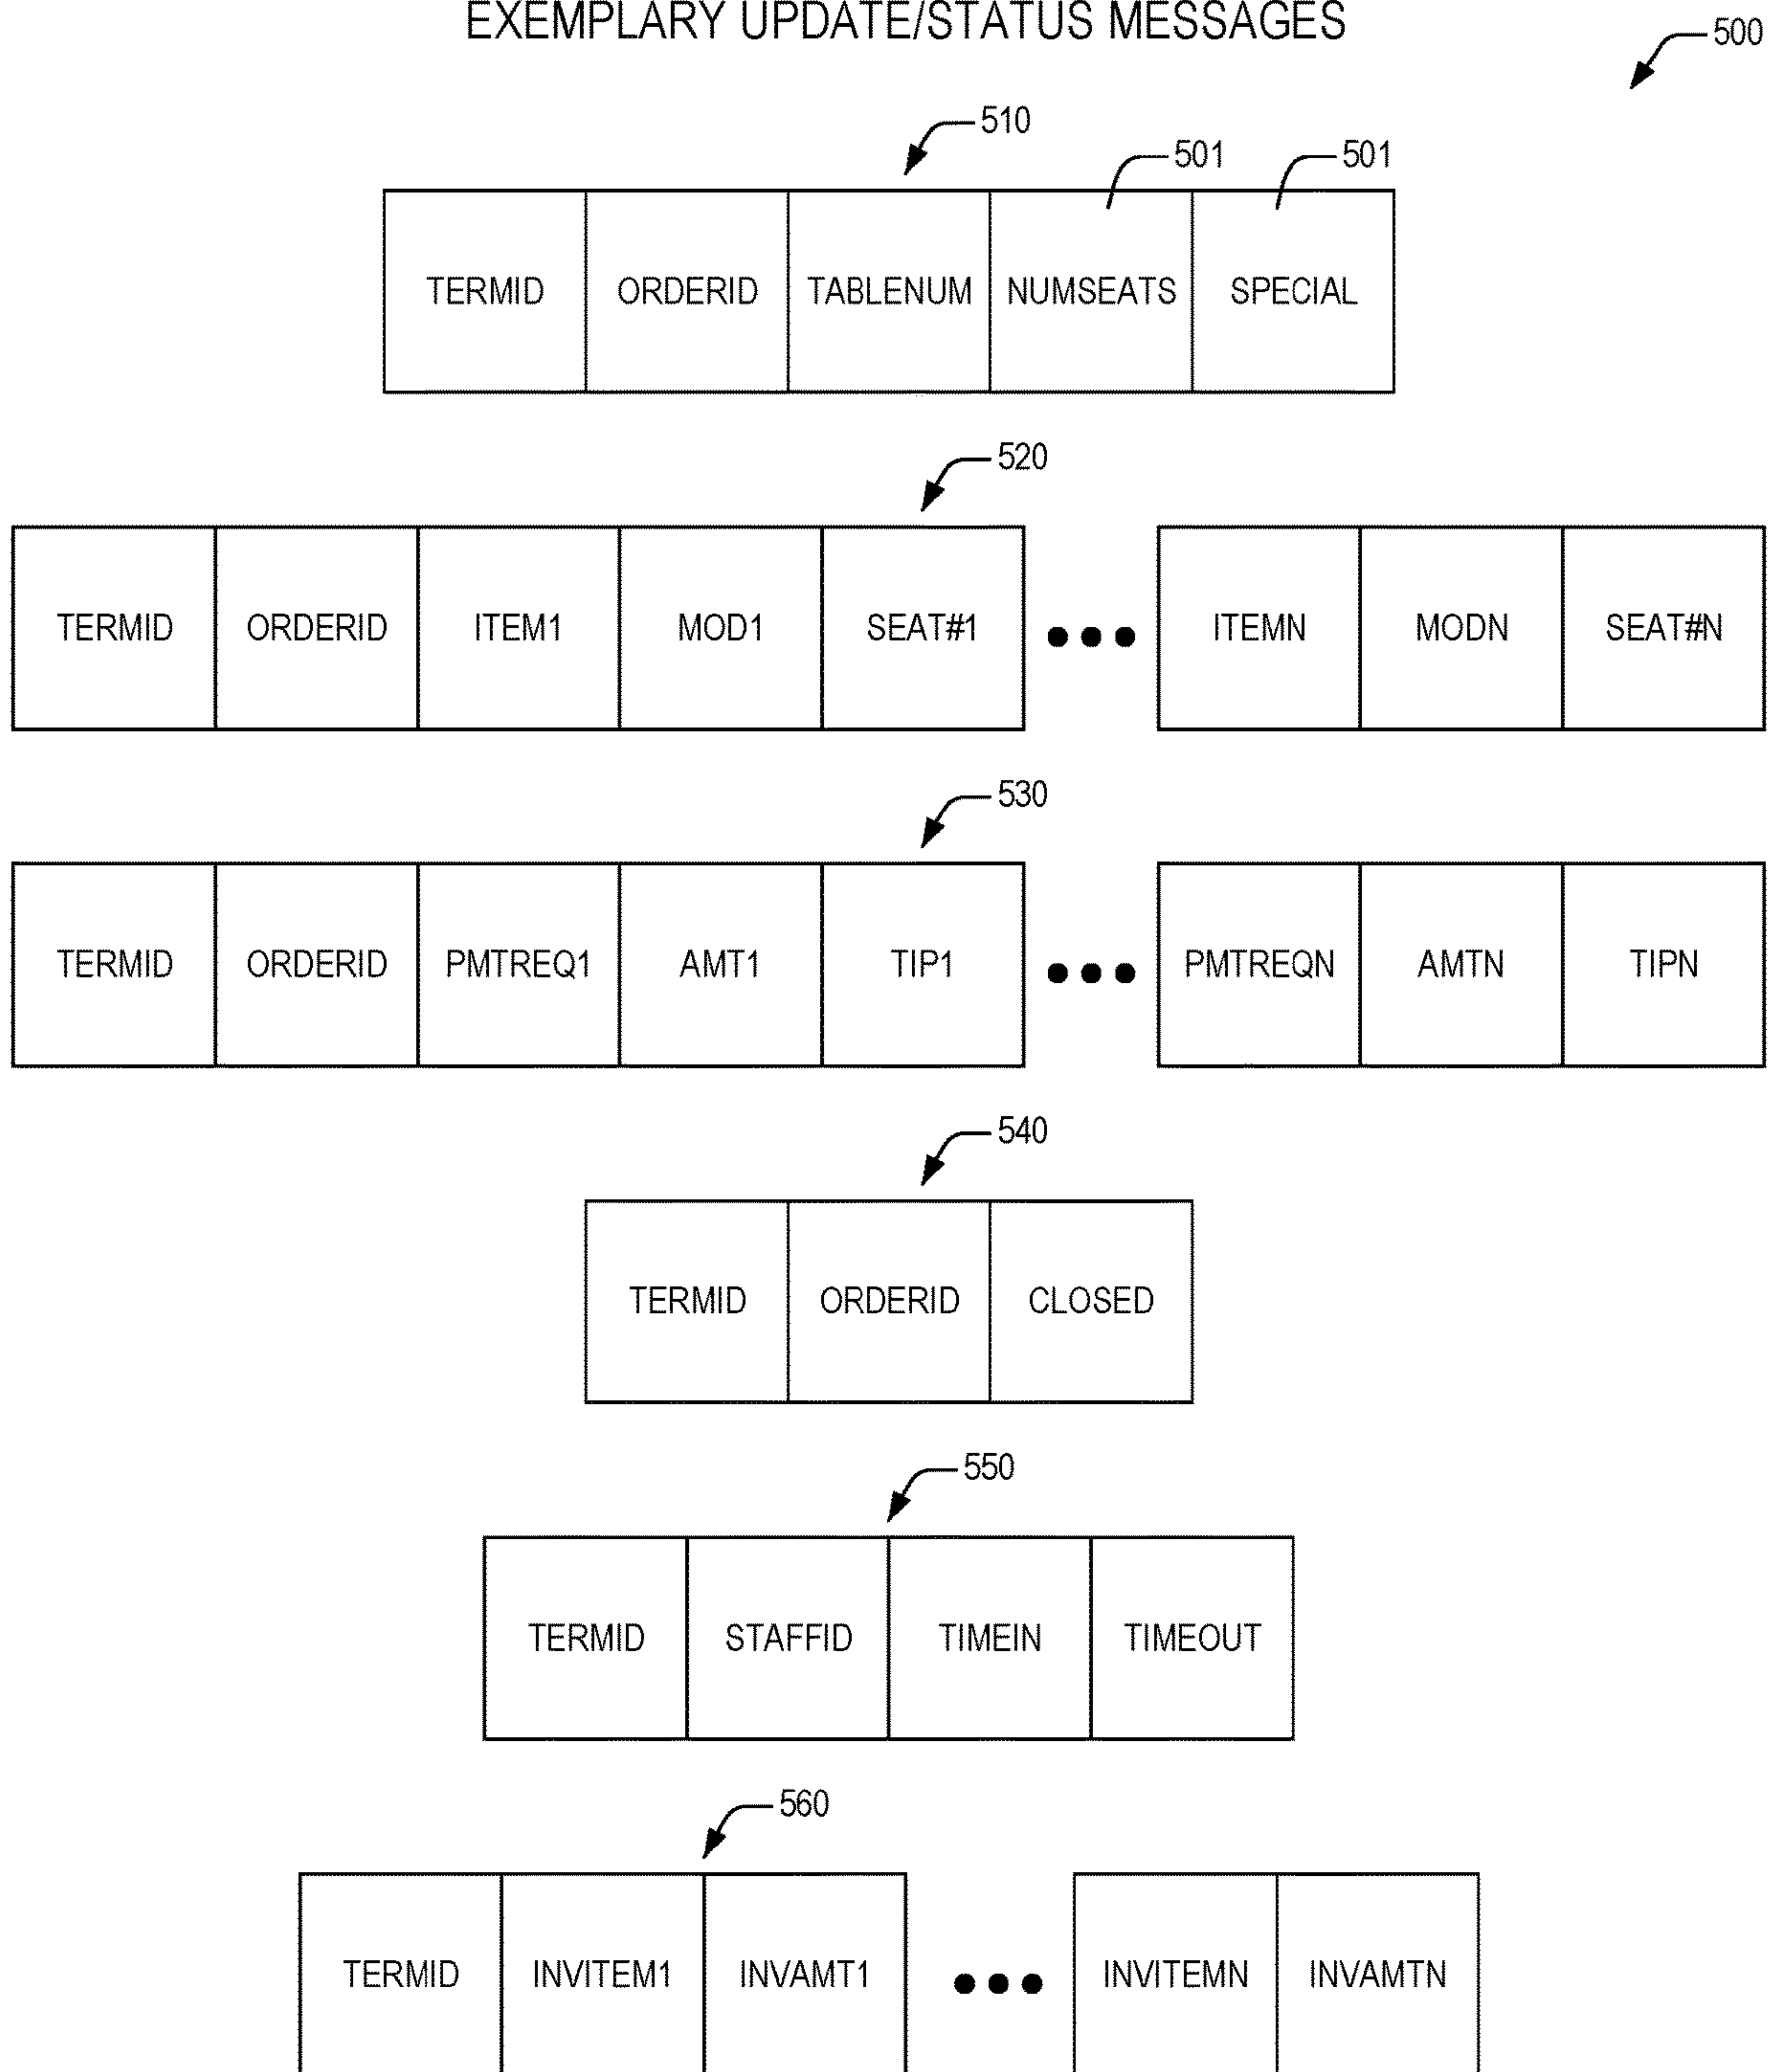 EXEMPLARY UPDATE/STATUS MESSAGES
500
510
501 501
TERMID ORDERID TABLENUM NUMSEATS SPECIAL
520
TERMID ORDERID ITEM1 MOD1 SEAT#1 ••• ITEMN MODN SEAT#N
530
TERMID ORDERID PMTREQ1 AMT1 TIP1 ••• PMTREQN AMTN TIPN
540
TERMID ORDERID CLOSED
550
TERMID STAFFID TIMEIN TIMEOUT
560
TERMID INVITEM1 INVAMT1 ••• INVITEMN INVAMTN